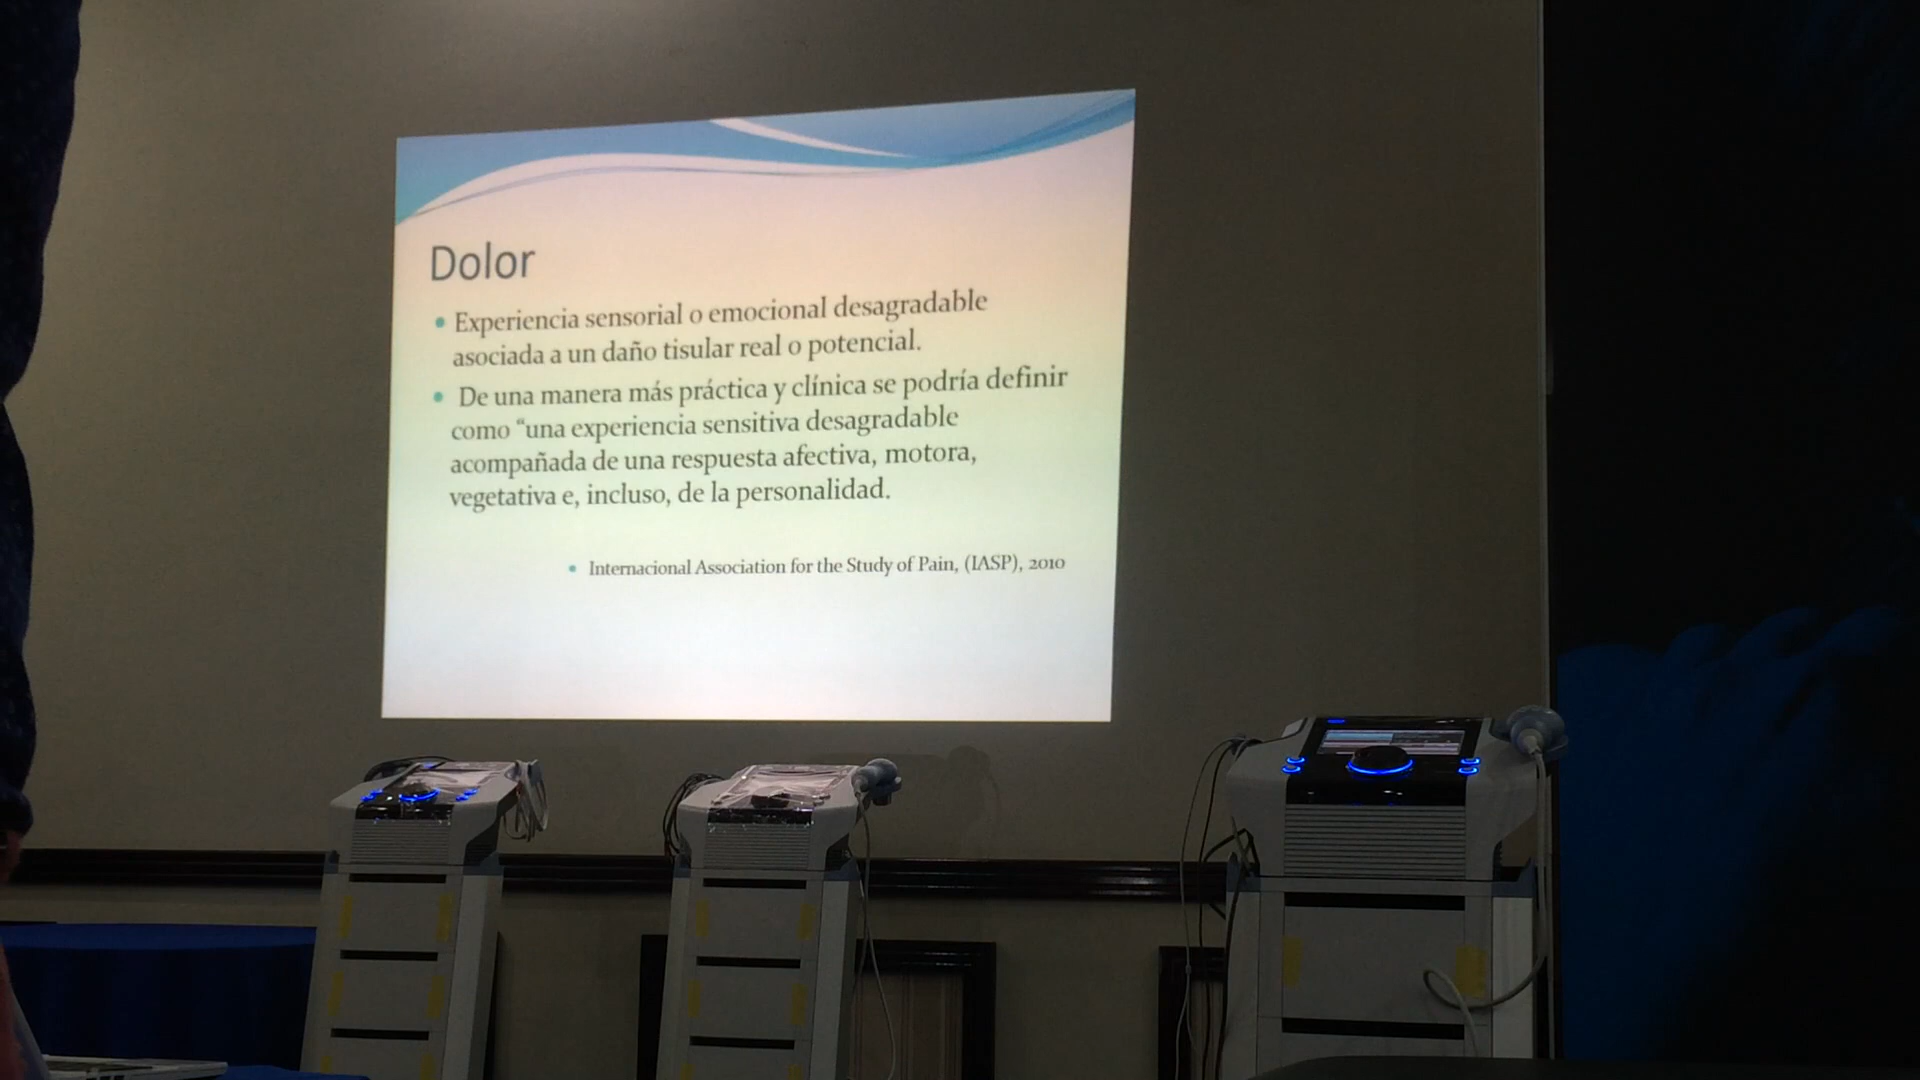 Dolor
• Experiencia sensorial o emocional desagradable
asociada a un daño tisular real o potencial.
• De una manera más práctica y clínica se podría definir
como “una experiencia sensitiva desagradable
acompañada de una respuesta afectiva, motora,
vegetativa e, incluso, de la personalidad.
• Internacional Association for the Study of Pain, (IASP), 2010